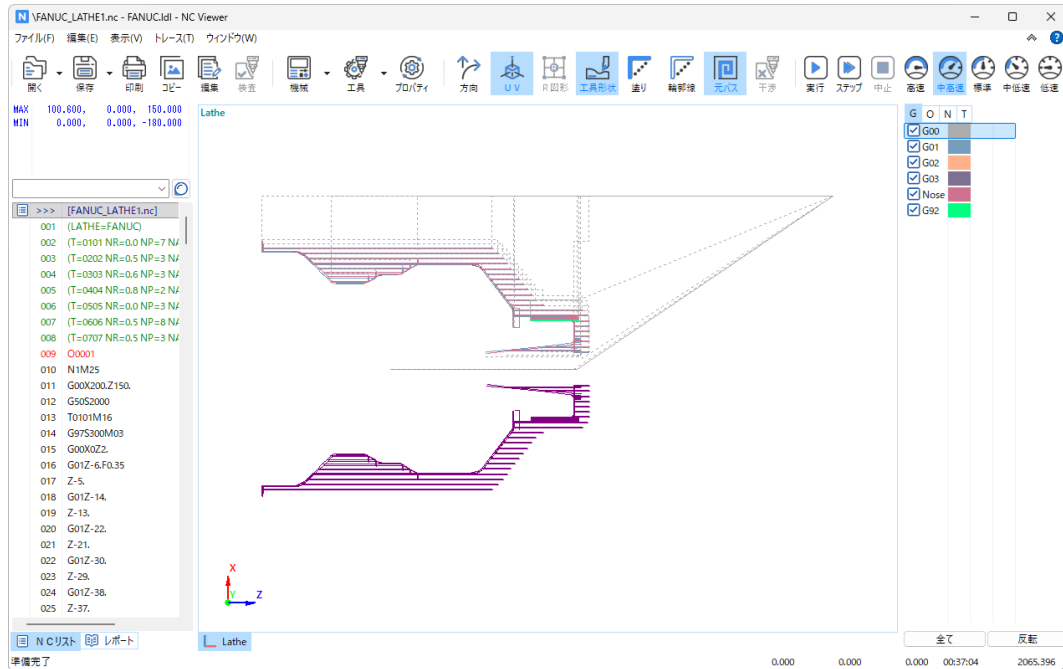 \FANUC_LATHE1.nc - FANUC.ldl - NC Viewer
ファイル(F) 編集(E) 表示(V) トレース(T) ウィンドウ(W)
開く 保存 印刷 コピー 編集 検査 機械 工具 プロパティ 方向 UV R図形 工具形状 塗り 輪郭線 元パス 干渉 実行 ステップ 中止 高速 中高速 標準 中低速 低速
MAX 100.600, 0.000, 150.000
MIN 0.000, 0.000, -180.000
Lathe
G O N T
G00
G01
G02
G03
Nose
G92
>>> [FANUC_LATHE1.nc]
001 (LATHE=FANUC)
002 (T=0101 NR=0.0 NP=7 NA
003 (T=0202 NR=0.5 NP=3 NA
004 (T=0303 NR=0.6 NP=3 NA
005 (T=0404 NR=0.8 NP=2 NA
006 (T=0505 NR=0.0 NP=3 NA
007 (T=0606 NR=0.5 NP=8 NA
008 (T=0707 NR=0.5 NP=3 NA
009 O0001
010 N1M25
011 G00X200.Z150.
012 G50S2000
013 T0101M16
014 G97S300M03
015 G00X0Z2.
016 G01Z-6.F0.35
017 Z-5.
018 G01Z-14.
019 Z-13.
020 G01Z-22.
021 Z-21.
022 G01Z-30.
023 Z-29.
024 G01Z-38.
025 Z-37.
X
Y Z
NCリスト レポート
Lathe
全て 反転
準備完了
0.000 0.000 0.000 00:37:04 2065.396